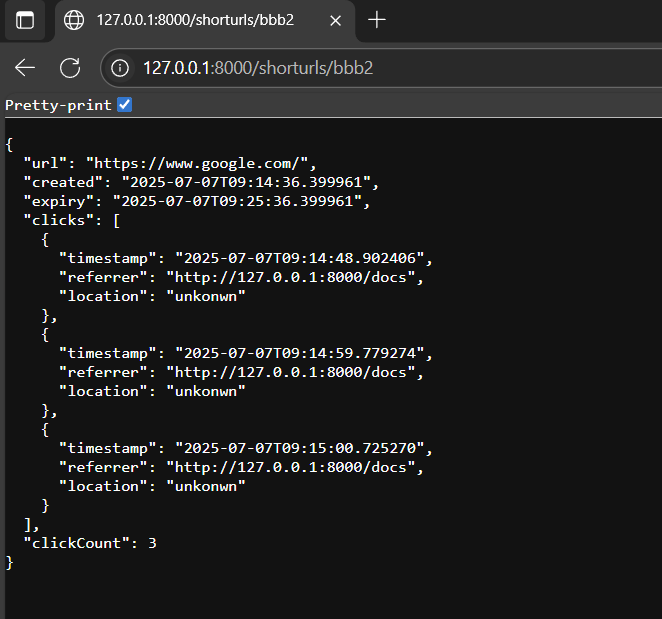 127.0.0.1:8000/shorturls/bbb2
127.0.0.1:8000/shorturls/bbb2
Pretty-print
{
  "url": "https://www.google.com/",
  "created": "2025-07-07T09:14:36.399961",
  "expiry": "2025-07-07T09:25:36.399961",
  "clicks": [
    {
      "timestamp": "2025-07-07T09:14:48.902406",
      "referrer": "http://127.0.0.1:8000/docs",
      "location": "unkonwn"
    },
    {
      "timestamp": "2025-07-07T09:14:59.779274",
      "referrer": "http://127.0.0.1:8000/docs",
      "location": "unkonwn"
    },
    {
      "timestamp": "2025-07-07T09:15:00.725270",
      "referrer": "http://127.0.0.1:8000/docs",
      "location": "unkonwn"
    }
  ],
  "clickCount": 3
}